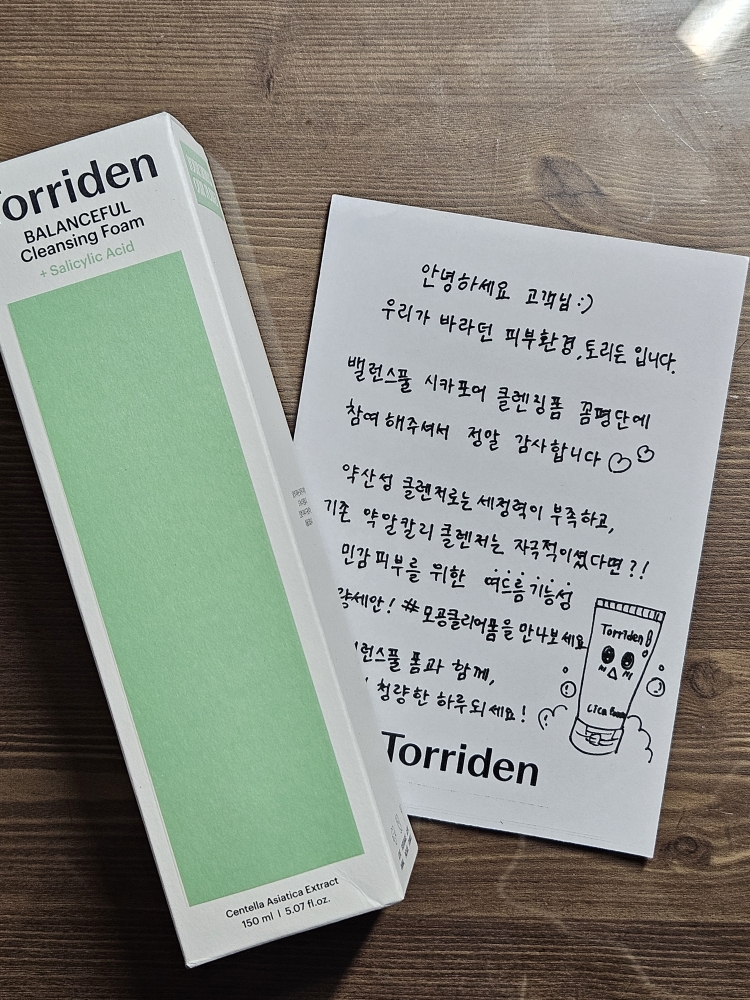 Torriden
BALANCEFUL
Cleansing Foam
+ Salicylic Acid
Centella Asiatica Extract
150 ml | 5.07 fl.oz.
안녕하세요 고객님 :)
우리가 바라던 피부환경, 토리든 입니다.
밸런스풀 시카포어 클렌징폼 꼼평단에
참여해주셔서 정말 감사합니다
약산성 클렌저로는 세정력이 부족하고,
기존 약알칼리 클렌저는 자극적이셨다면?!
민감피부를 위한 여드름기능성
#모공클리어폼을 만나보세요
폼과 함께,
청량한 하루되세요!
Torriden
Cica Foam
Torriden